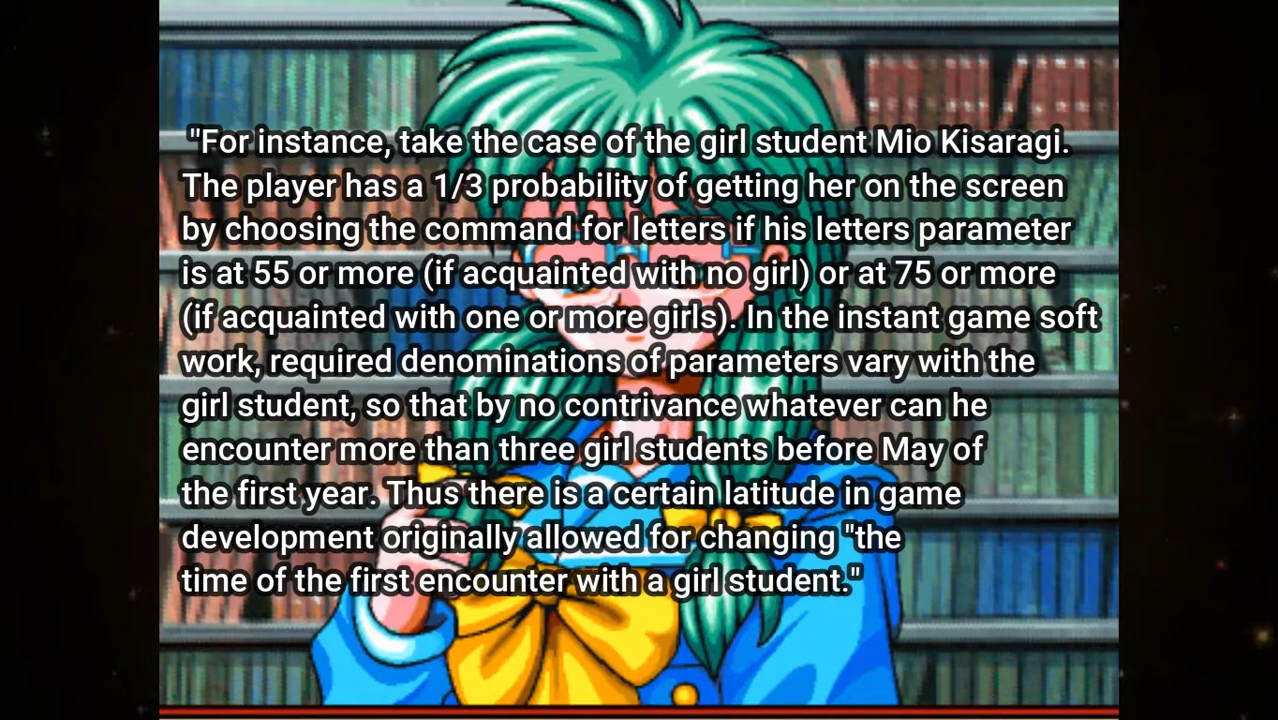 "For instance, take the case of the girl student Mio Kisaragi.
The player has a 1/3 probability of getting her on the screen
by choosing the command for letters if his letters parameter
is at 55 or more (if acquainted with no girl) or at 75 or more
(if acquainted with one or more girls). In the instant game soft
work, required denominations of parameters vary with the
girl student, so that by no contrivance whatever can he
encounter more than three girl students before May of
the first year. Thus there is a certain latitude in game
development originally allowed for changing "the
time of the first encounter with a girl student."